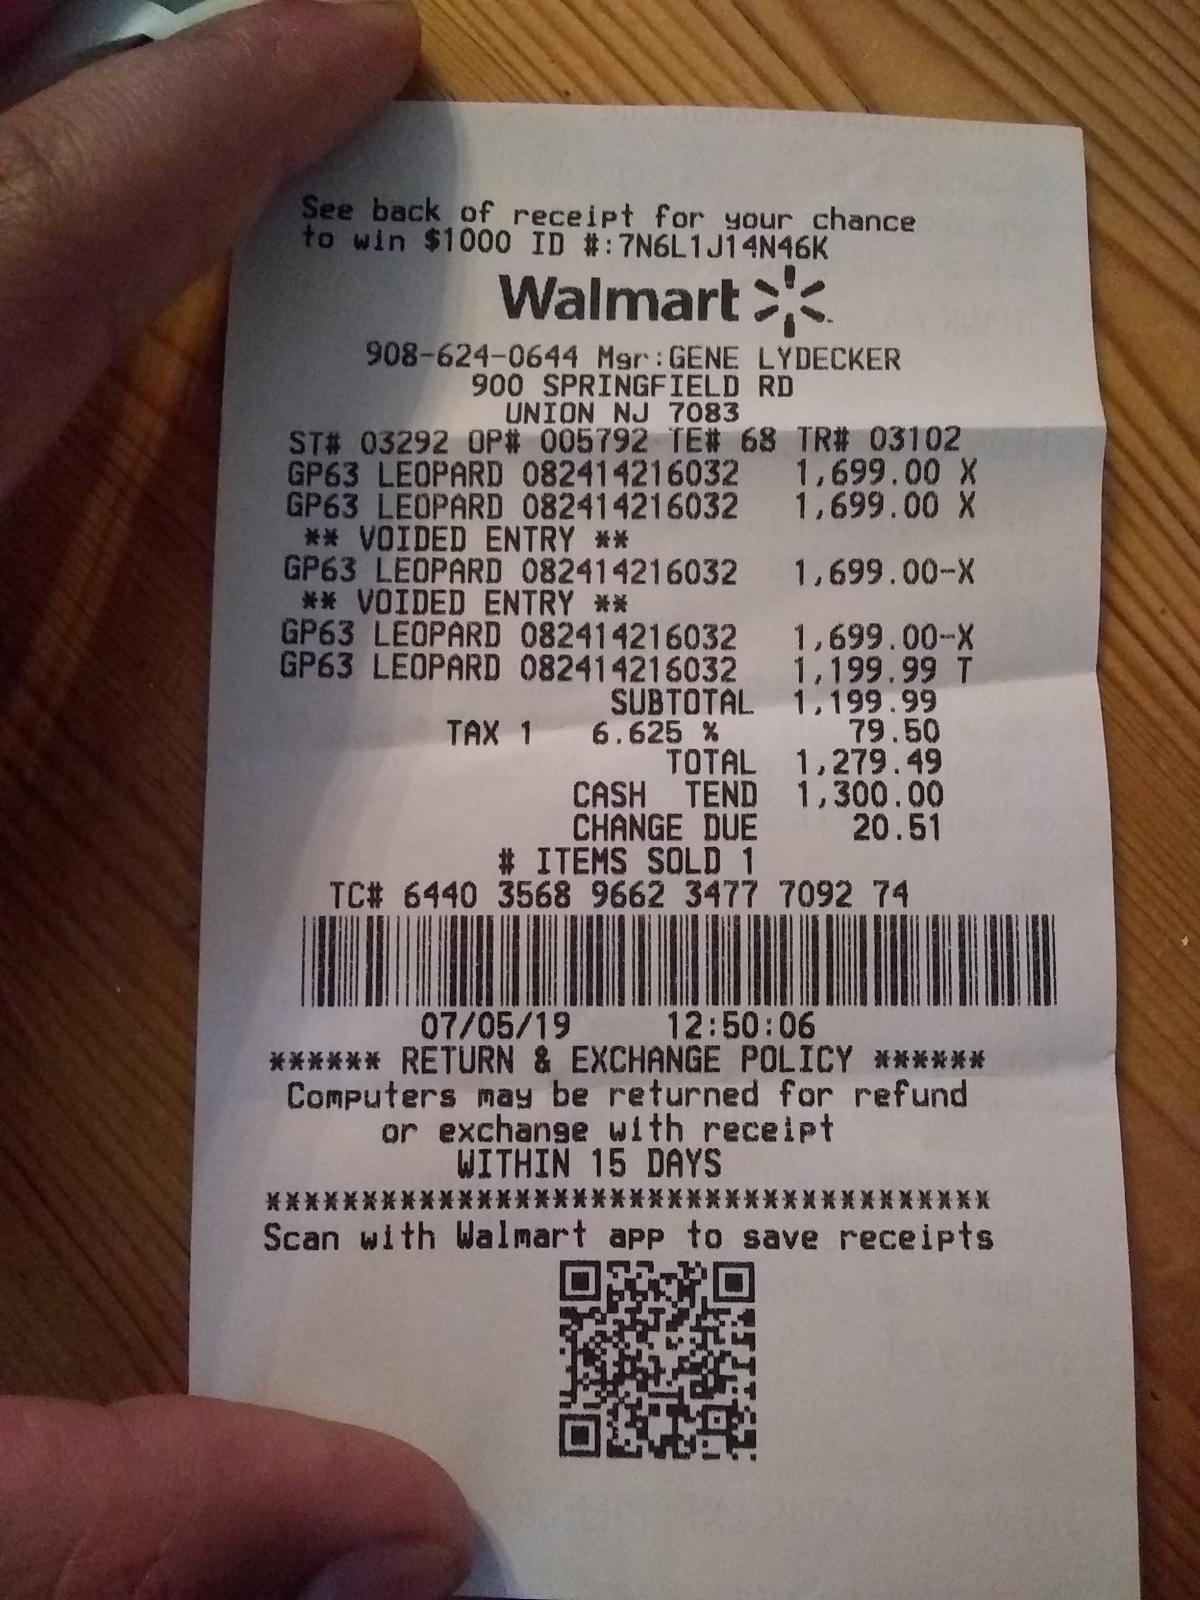 See back of receipt for your chance
to win $1000 ID #:7N6L1J14N46K
Walmart
908-624-0644 Mgr:GENE LYDECKER
900 SPRINGFIELD RD
UNION NJ 7083
ST# 03292 OP# 005792 TE# 68 TR# 03102
GP63 LEOPARD 082414216032 1,699.00 X
GP63 LEOPARD 082414216032 1,699.00 X
** VOIDED ENTRY **
GP63 LEOPARD 082414216032 1,699.00-X
** VOIDED ENTRY **
GP63 LEOPARD 082414216032 1,699.00-X
GP63 LEOPARD 082414216032 1,199.99 T
SUBTOTAL 1,199.99
TAX 1 6.625 % 79.50
TOTAL 1,279.49
CASH TEND 1,300.00
CHANGE DUE 20.51
# ITEMS SOLD 1
TC# 6440 3568 9662 3477 7092 74
07/05/19 12:50:06
****** RETURN & EXCHANGE POLICY ******
Computers may be returned for refund
or exchange with receipt
WITHIN 15 DAYS
**************************************
Scan with Walmart app to save receipts